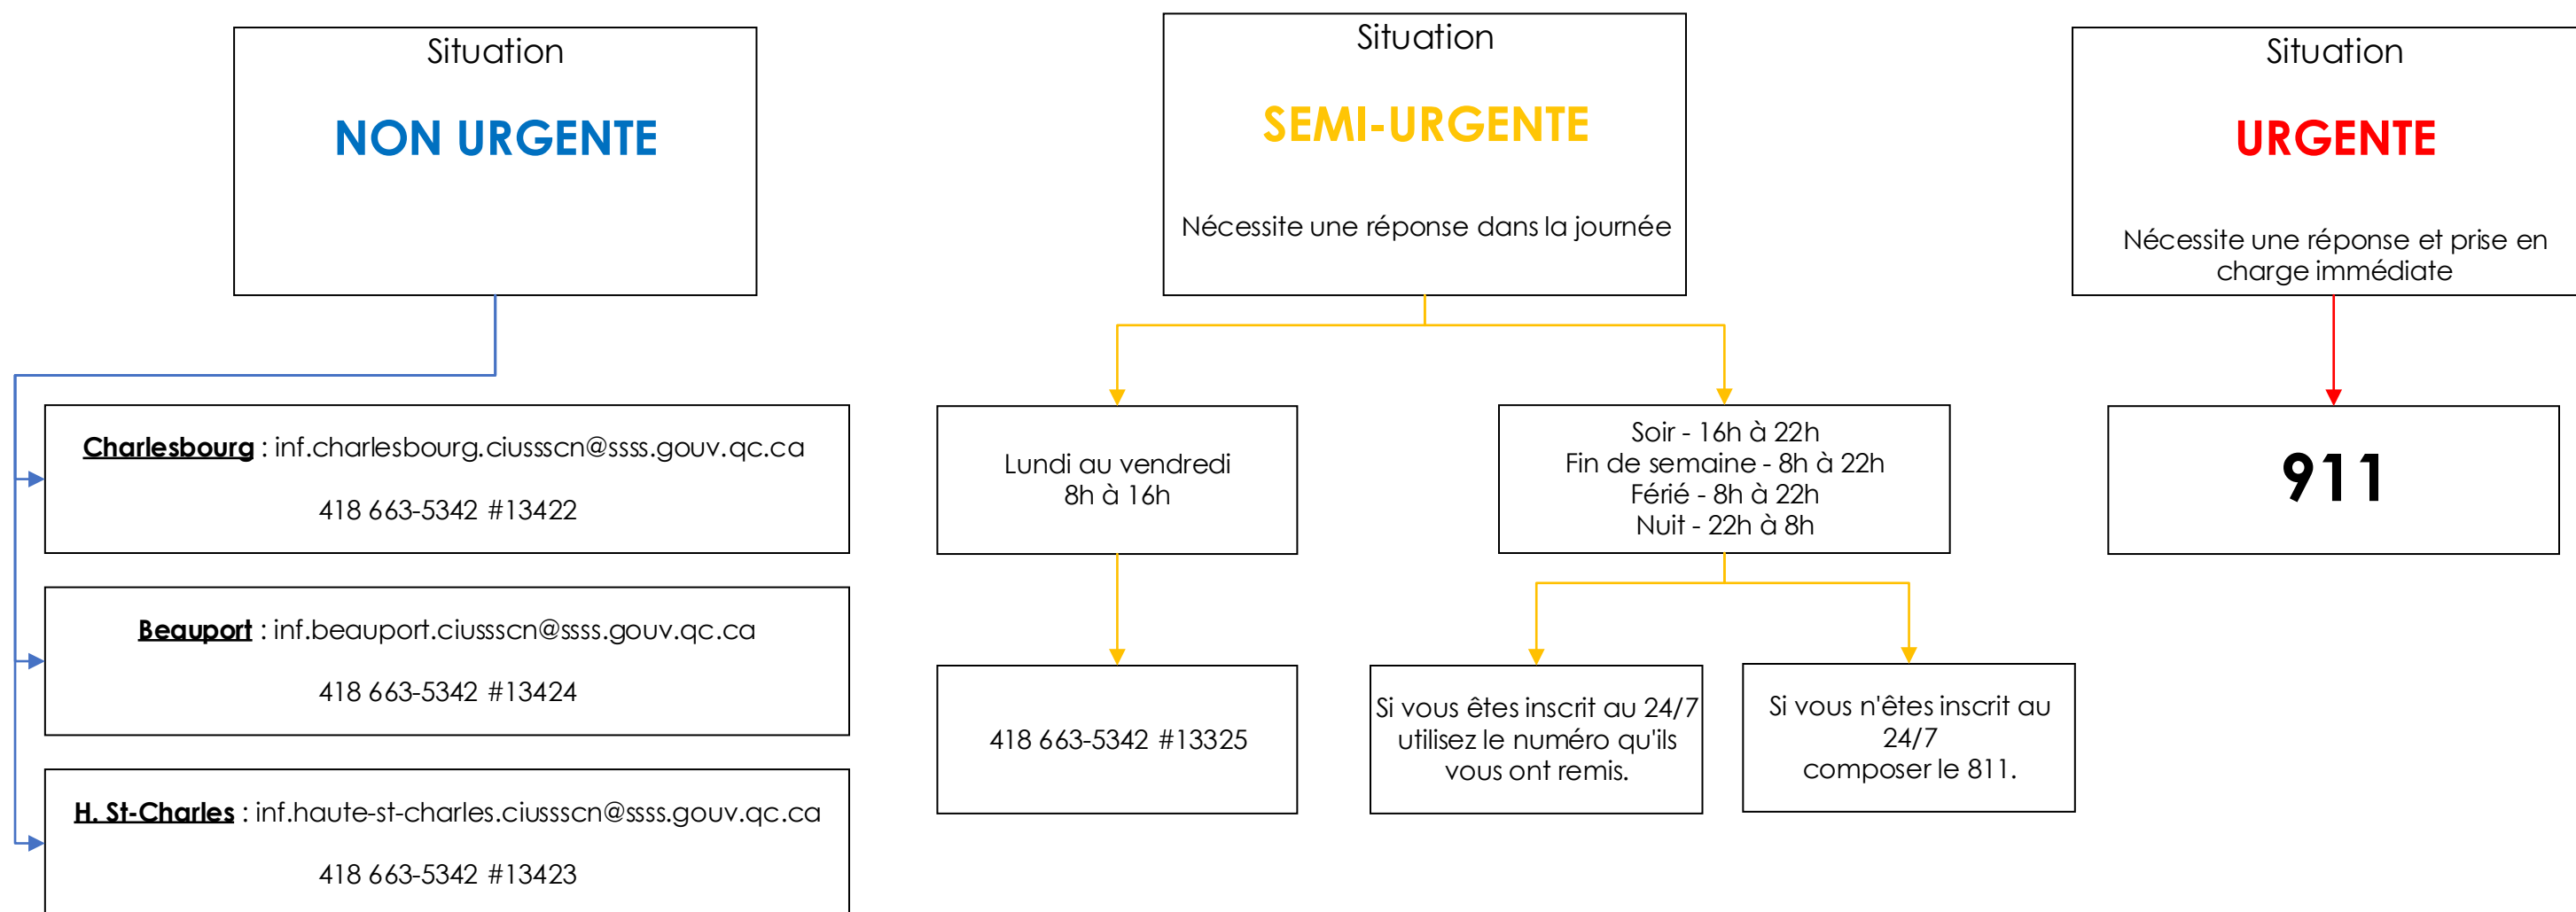 Situation
NON URGENTE
Charlesbourg : inf.charlesbourg.ciussscn@ssss.gouv.qc.ca
418 663-5342 #13422
Beauport : inf.beauport.ciussscn@ssss.gouv.qc.ca
418 663-5342 #13424
H. St-Charles : inf.haute-st-charles.ciussscn@ssss.gouv.qc.ca
418 663-5342 #13423
Situation
SEMI-URGENTE
Nécessite une réponse dans la journée
Lundi au vendredi
8h à 16h
418 663-5342 #13325
Soir - 16h à 22h
Fin de semaine - 8h à 22h
Férié - 8h à 22h
Nuit - 22h à 8h
Si vous êtes inscrit au 24/7
utilisez le numéro qu'ils
vous ont remis.
Si vous n'êtes inscrit au
24/7
composer le 811.
Situation
URGENTE
Nécessite une réponse et prise en
charge immédiate
911